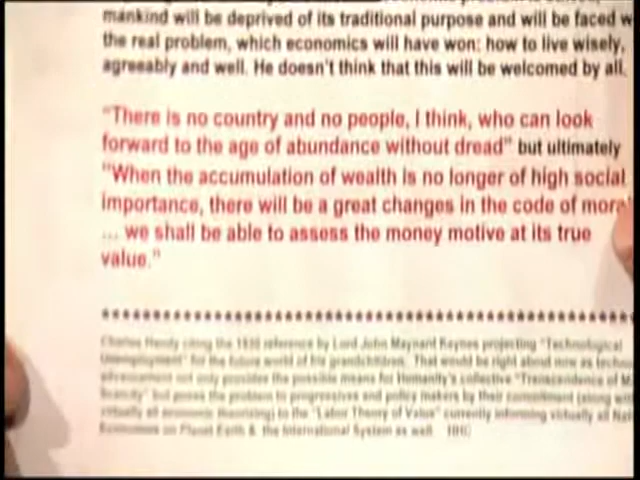 mankind will be deprived of its traditional purpose and will be faced w
the real problem, which economics will have won: how to live wisely,
agreeably and well. He doesn't think that this will be welcomed by all.
"There is no country and no people, I think, who can look
forward to the age of abundance without dread" but ultimately
"When the accumulation of wealth is no longer of high social
importance, there will be a great changes in the code of moral
... we shall be able to assess the money motive at its true
value."
****************************************************
Charles Handy citing the 1930 reference by Lord John Maynard Keynes projecting "Technological
Unemployment" for the future world of his grandchildren. That would be right about now as techno
advancement not only provides the possible means for Humanity's collective "Transcendence of
Scarcity" but poses the problem to progressives and policy makers by their commitment (along with
virtually all economic theorizing) to the "Labor Theory of Value" currently informing virtually all
Economies on Planet Earth & the International System as well.